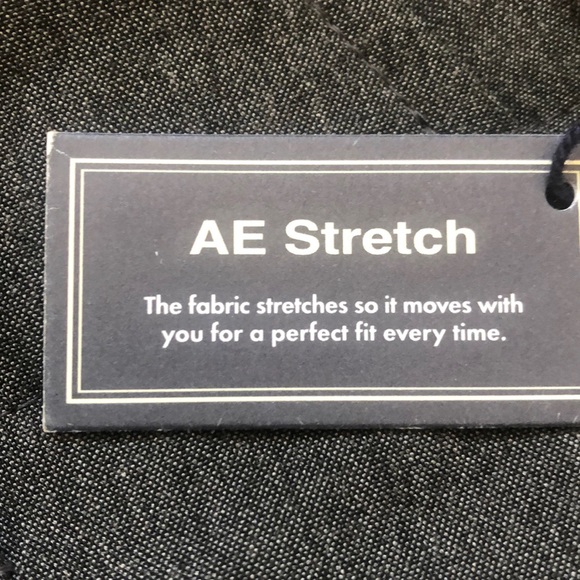 AE Stretch
The fabric stretches so it moves with
you for a perfect fit every time.